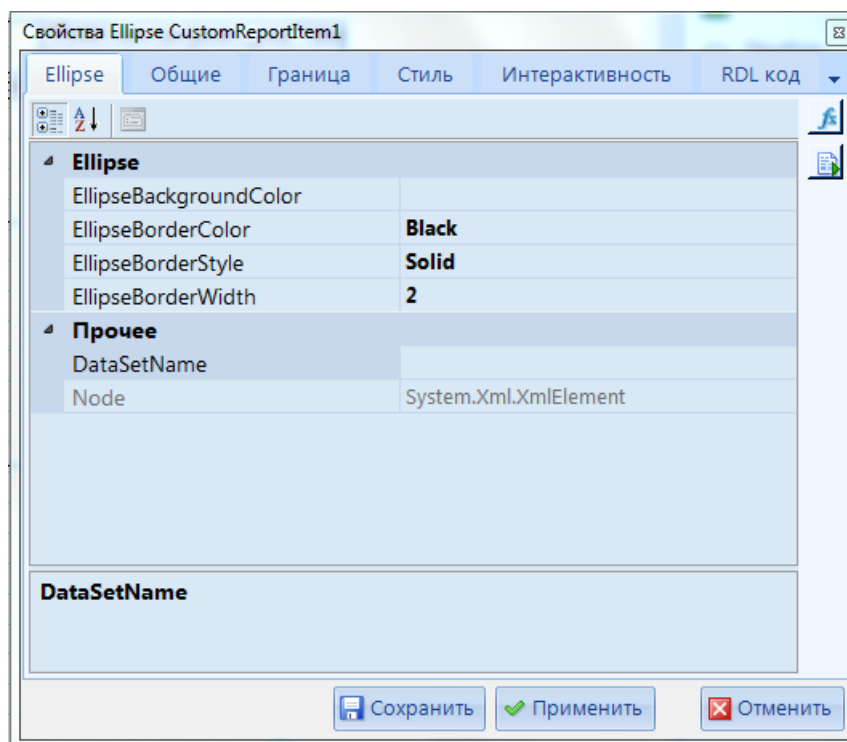 Свойства Ellipse CustomReportItem1
Ellipse Общие Граница Стиль Интерактивность RDL код
Ellipse
EllipseBackgroundColor
EllipseBorderColor Black
EllipseBorderStyle Solid
EllipseBorderWidth 2
Прочее
DataSetName
Node System.Xml.XmlElement
DataSetName
Сохранить Применить Отменить